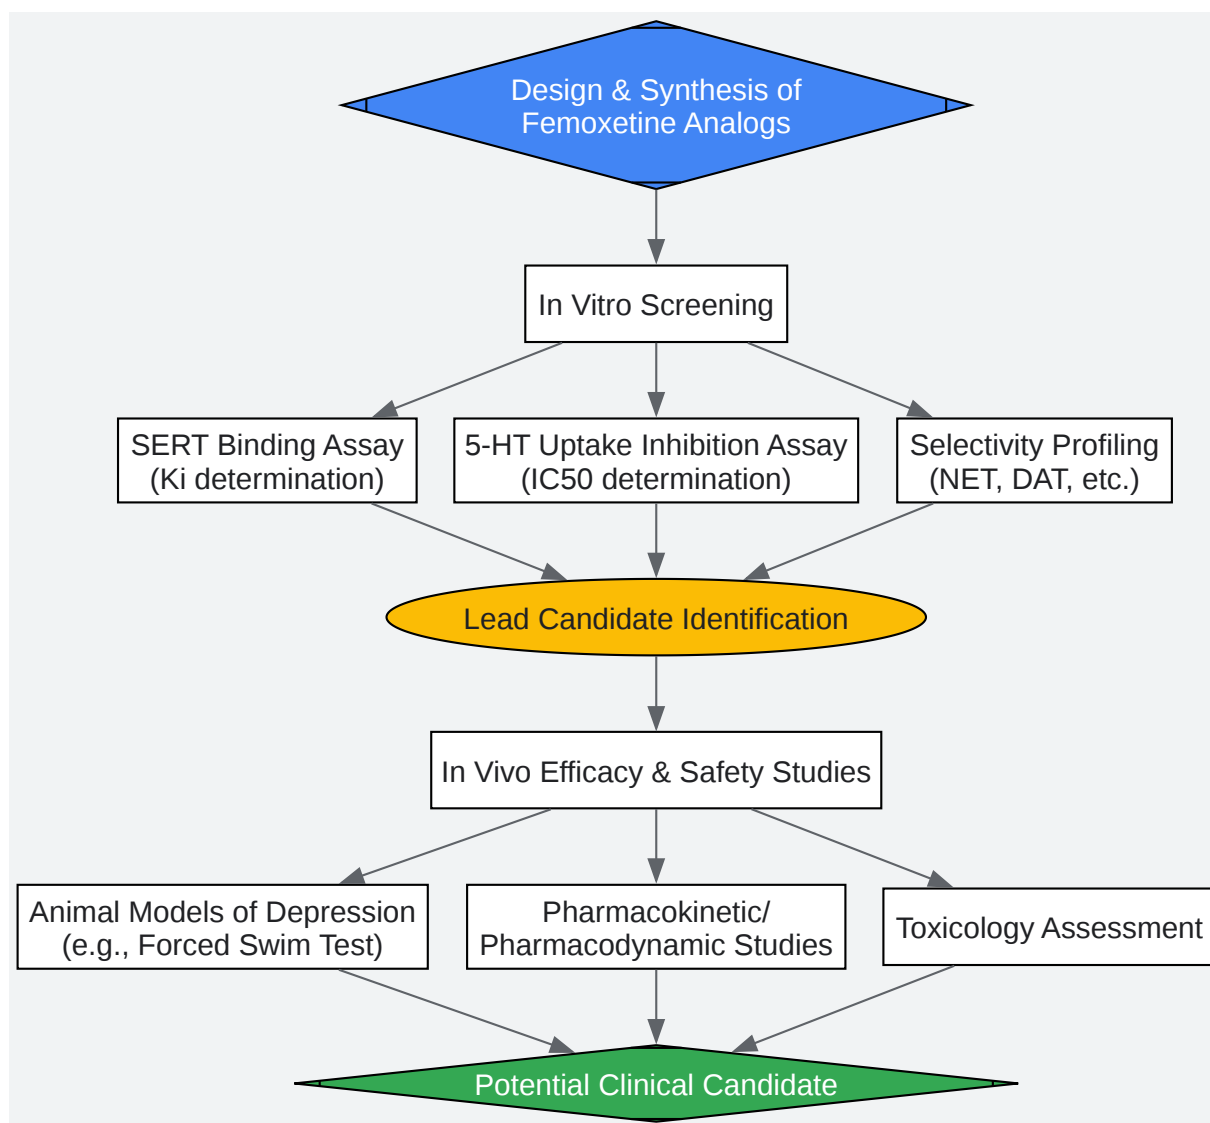 Design & Synthesis of
Femoxetine Analogs
In Vitro Screening
SERT Binding Assay
(Ki determination)
5-HT Uptake Inhibition Assay
(IC50 determination)
Selectivity Profiling
(NET, DAT, etc.)
Lead Candidate Identification
In Vivo Efficacy & Safety Studies
Animal Models of Depression
(e.g., Forced Swim Test)
Pharmacokinetic/
Pharmacodynamic Studies
Toxicology Assessment
Potential Clinical Candidate